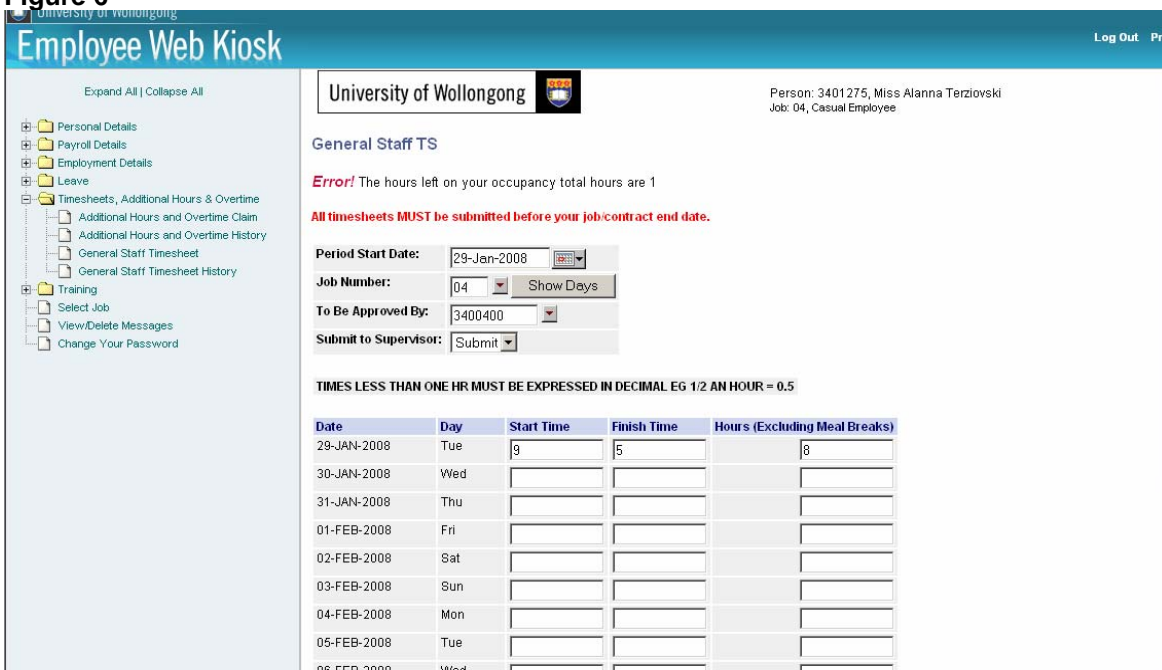 Figure 6
University of Wollongong
Employee Web Kiosk
Log Out Pr
Expand All | Collapse All
Personal Details
Payroll Details
Employment Details
Leave
Timesheets, Additional Hours & Overtime
Additional Hours and Overtime Claim
Additional Hours and Overtime History
General Staff Timesheet
General Staff Timesheet History
Training
Select Job
View/Delete Messages
Change Your Password
University of Wollongong
Person: 3401275, Miss Alanna Terziovski
Job: 04, Casual Employee
General Staff TS
Error! The hours left on your occupancy total hours are 1
All timesheets MUST be submitted before your job/contract end date.
Period Start Date: 29-Jan-2008
Job Number: 04 Show Days
To Be Approved By: 3400400
Submit to Supervisor: Submit
TIMES LESS THAN ONE HR MUST BE EXPRESSED IN DECIMAL EG 1/2 AN HOUR = 0.5
Date Day Start Time Finish Time Hours (Excluding Meal Breaks)
29-JAN-2008 Tue 9 5 8
30-JAN-2008 Wed
31-JAN-2008 Thu
01-FEB-2008 Fri
02-FEB-2008 Sat
03-FEB-2008 Sun
04-FEB-2008 Mon
05-FEB-2008 Tue
06-FEB-2008 Wed